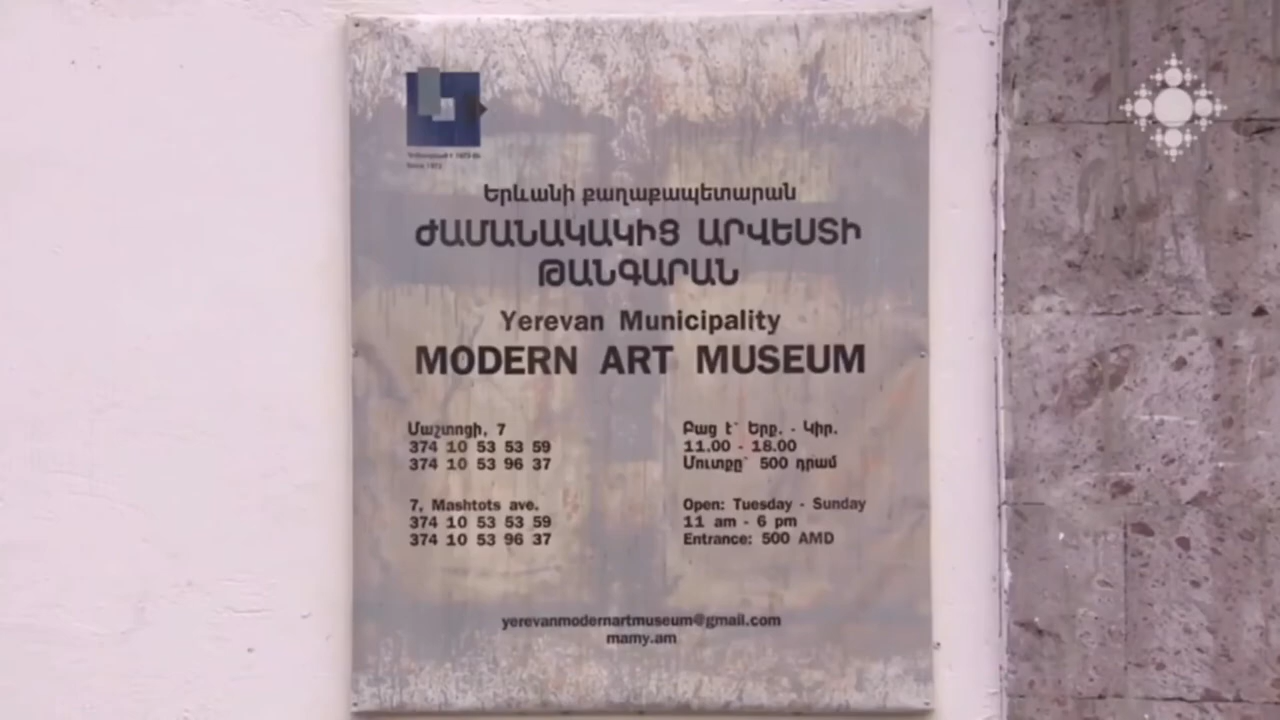 Since 1972
Երևանի քաղաքապետարան
ԺԱՄԱՆԱԿԱԿԻՑ ԱՐՎԵՍՏԻ
ԹԱՆԳԱՐԱՆ
Yerevan Municipality
MODERN ART MUSEUM
Մաշտոցի, 7
374 10 53 53 59
374 10 53 96 37
7, Mashtots ave.
374 10 53 53 59
374 10 53 96 37
Բաց է՝ Երք. - Կիր.
11.00 - 18.00
Մուտքը՝ 500 դրամ
Open: Tuesday - Sunday
11 am - 6 pm
Entrance: 500 AMD
yerevanmodernartmuseum@gmail.com
mamy.am